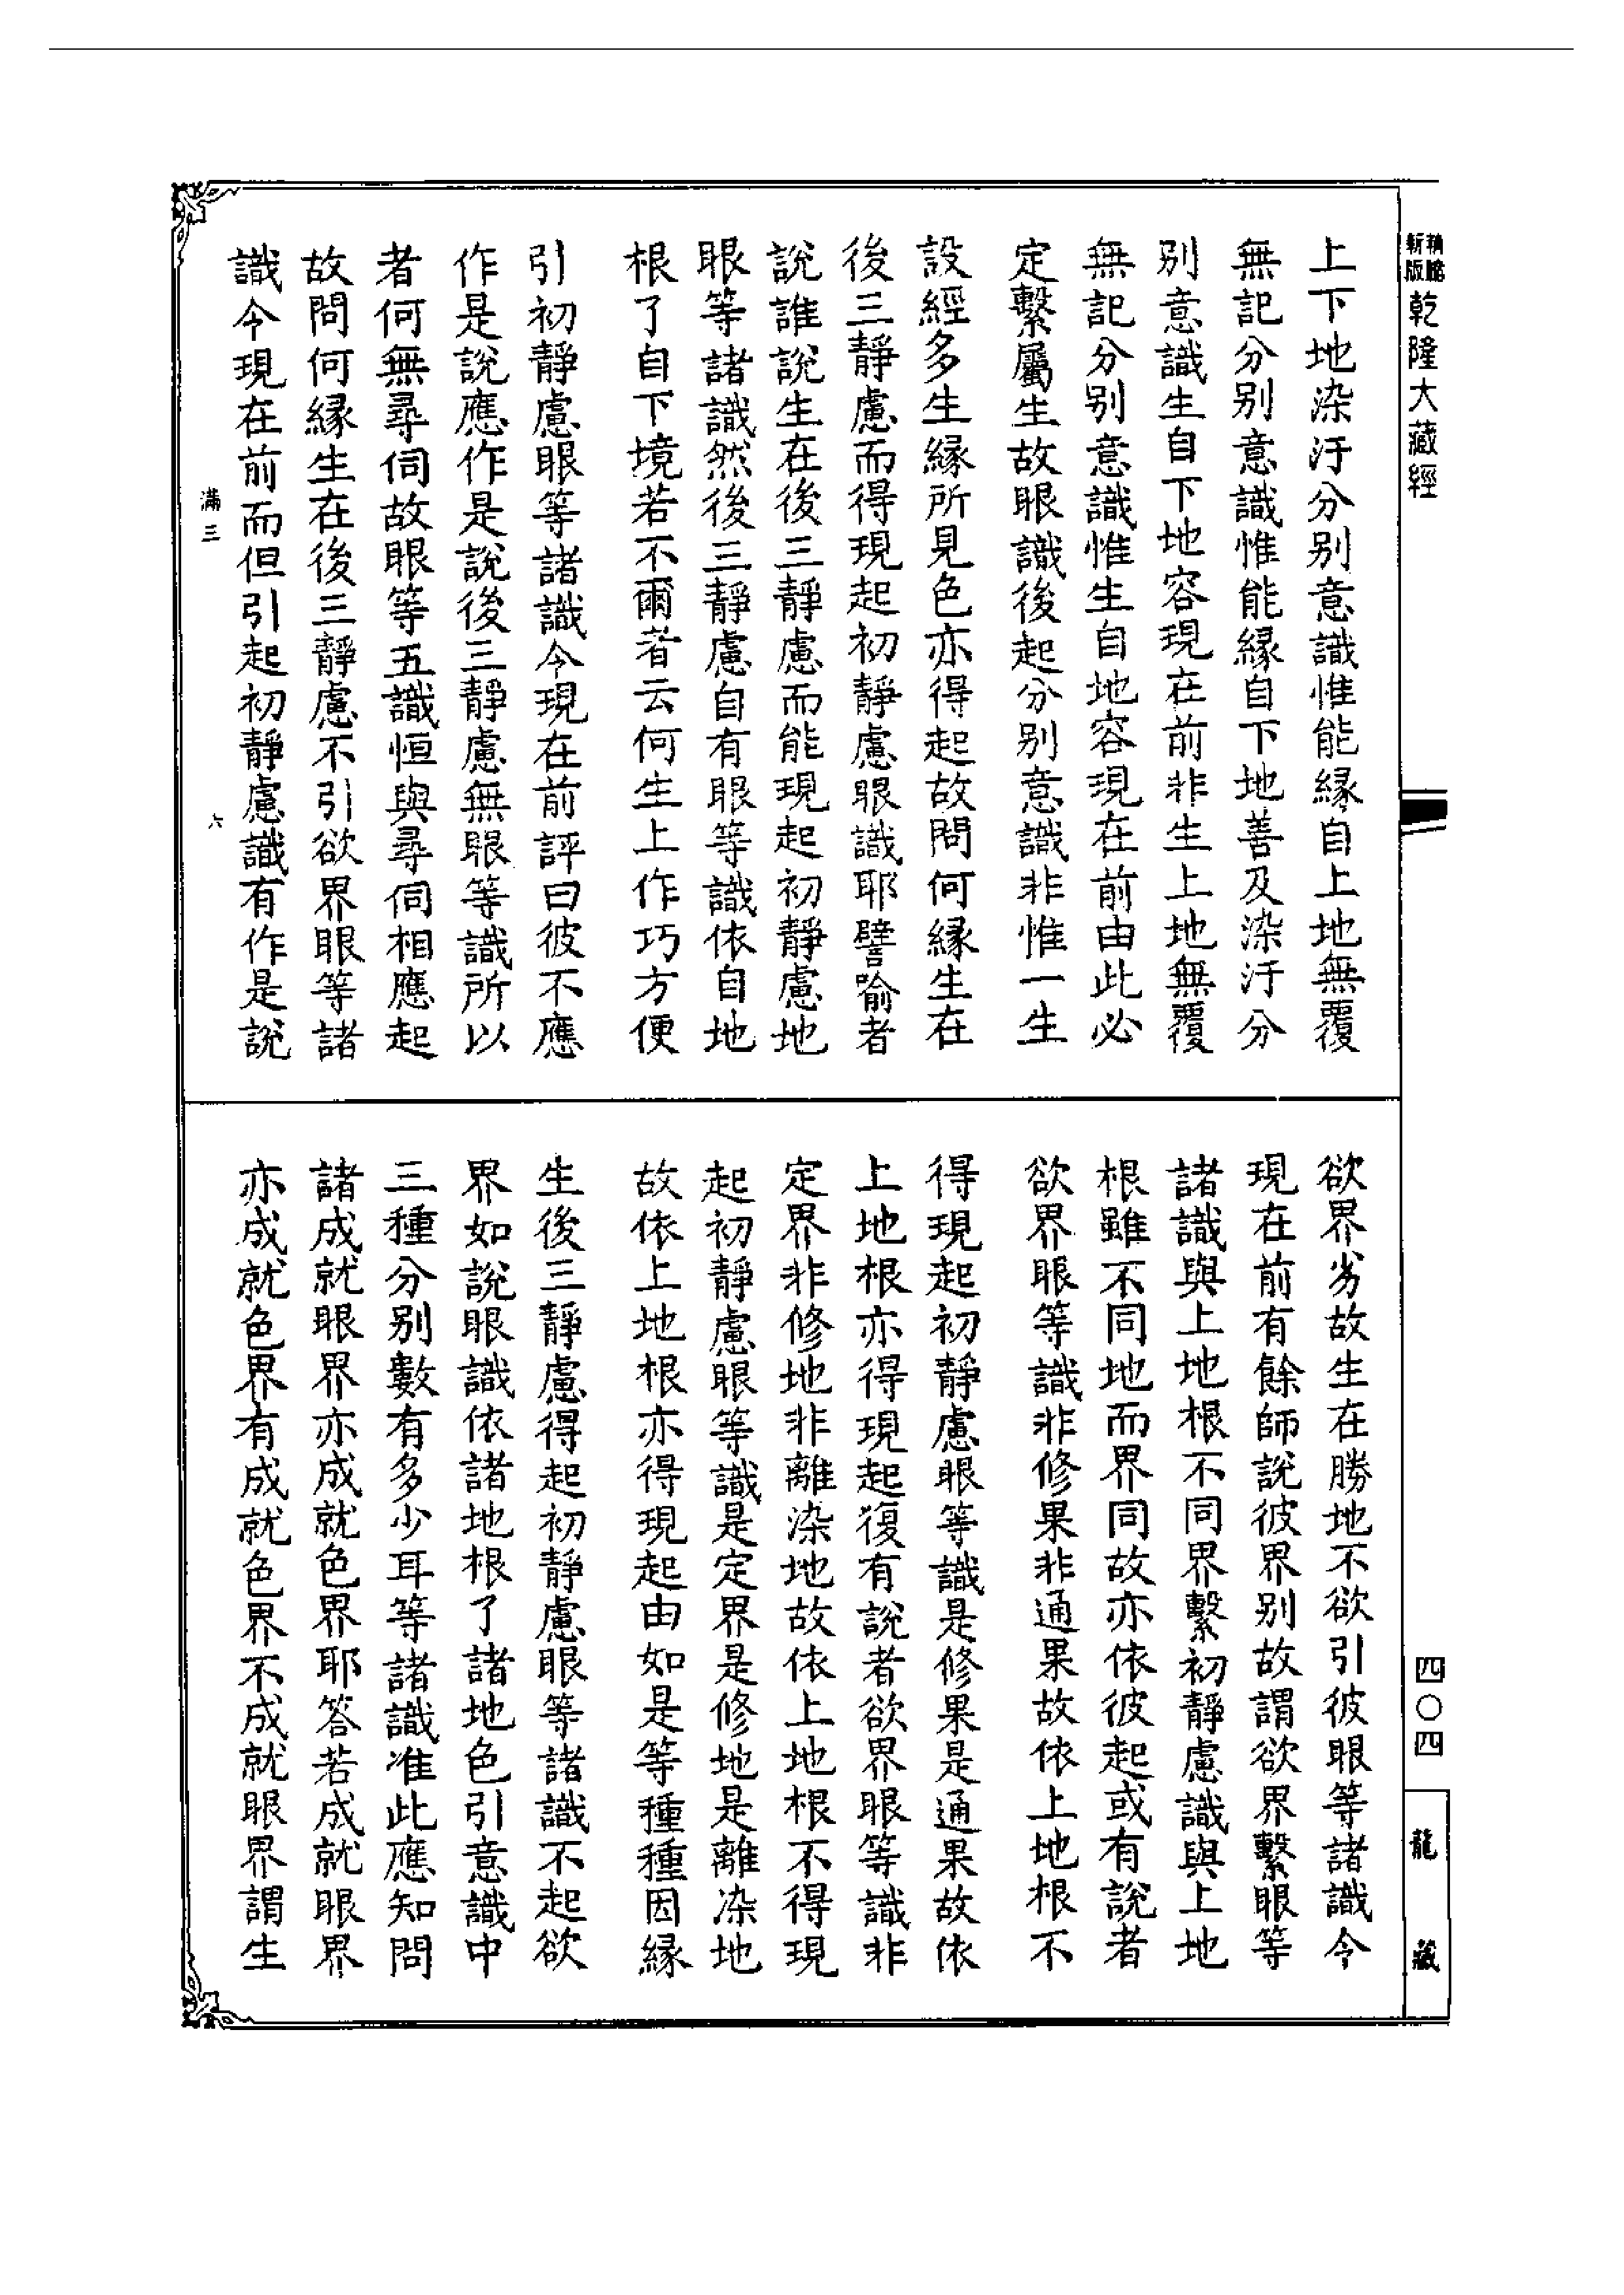 新版
乾隆大藏經
上下地染汙分別意識惟能緣自上地無覆
無記分別意識惟能緣自下地善及染汙分
別意識生自下地容現在前非生上地無覆
無記分別意識惟生自地容現在前由此必
定繫屬生故眼識後起分別意識非惟一生
設經多生緣所見色亦得起故問何緣生在
後三靜慮而得現起初靜慮眼識耶譬喻者
說誰說生在後三靜慮而能現起初靜慮地
眼等諸識然後三靜慮自有眼等識依自地
根了自下境若不爾者云何生上作巧方便
引初靜慮眼等諸識今現在前評曰彼不應
作是說應作是說後三靜慮無眼等識所以
者何無尋伺故眼等五識恒與尋伺相應起
故問何緣生在後三靜慮不引欲界眼等諸
識今現在前而但引起初靜慮識有作是說
滿三
六
欲界劣故生在勝地不欲引彼眼等諸識今
現在前有餘師說彼界別故謂欲界繫眼等
諸識與上地根不同界繫初靜慮識與上地
根雖不同地而界同故亦依彼起或有說者
欲界眼等識非修果非通果故依上地根不
得現起初靜慮眼等識是修果是通果故依
上地根亦得現起復有說者欲界眼等識非
定界非修地非離染地故依上地根不得現
起初靜慮眼等識是定界是修地是離染地
故依上地根亦得現起由如是等種種因緣
生後三靜慮得起初靜慮眼等諸識不起欲
界如說眼識依諸地根了諸地色引意識中
三種分別數有多少耳等諸識准此應知問
諸成就眼界亦成就色界耶答若成就眼界
亦成就色界有成就色界不成就眼界謂生
四〇四
龍藏